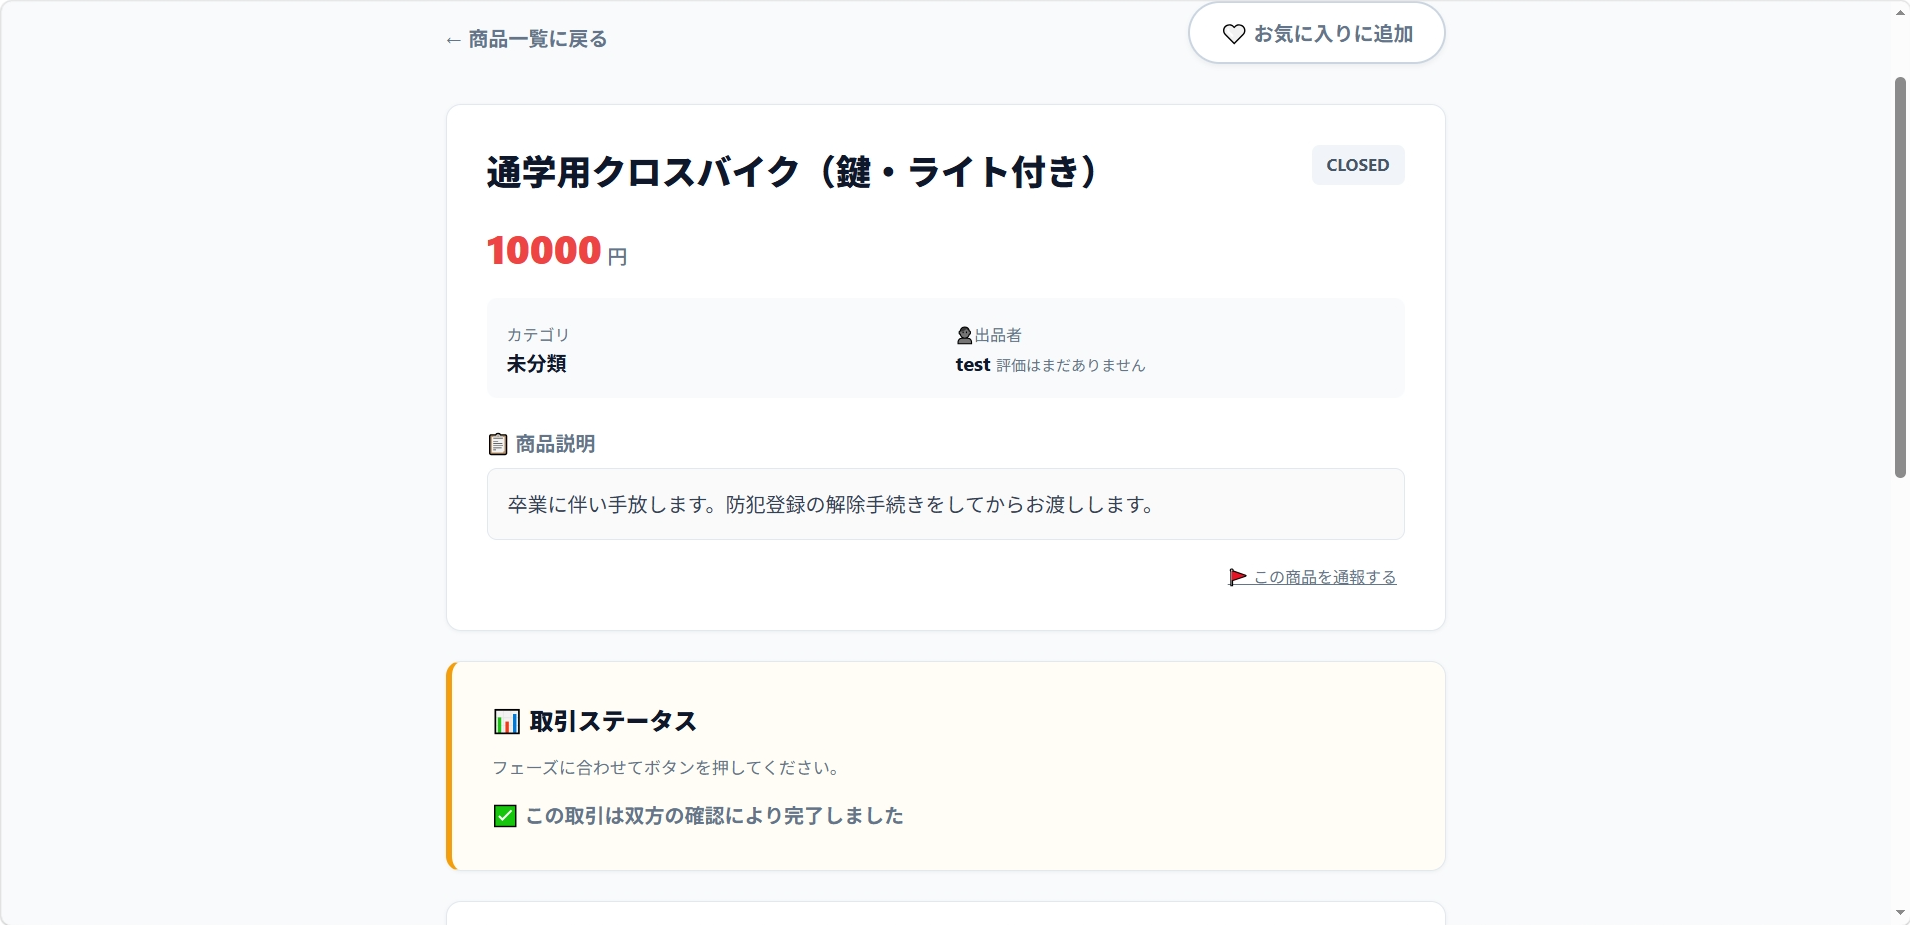 ← 商品一覧に戻る
お気に入りに追加
通学用クロスバイク（鍵・ライト付き）
CLOSED
10000 円
カテゴリ
未分類
出品者
test 評価はまだありません
商品説明
卒業に伴い手放します。防犯登録の解除手続きをしてからお渡しします。
この商品を通報する
取引ステータス
フェーズに合わせてボタンを押してください。
この取引は双方の確認により完了しました